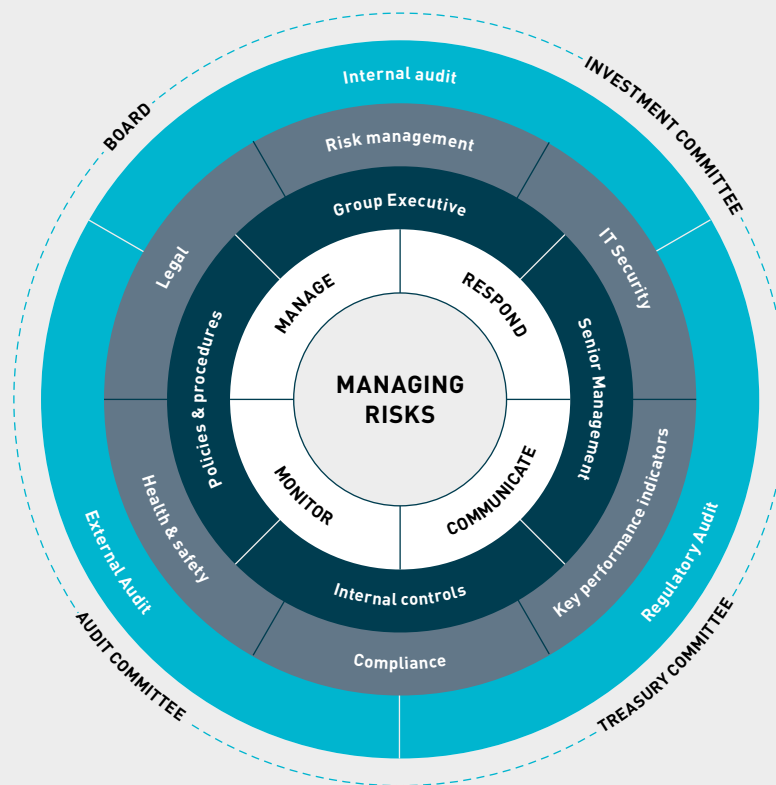 BOARD
INVESTMENT COMMITTEE
Internal audit
Risk management
Group Executive
Legal
IT Security
MANAGE
RESPOND
Policies & procedures
Senior Management
MANAGING
RISKS
MONITOR
COMMUNICATE
Health & safety
Key performance indicators
External Audit
Regulatory Audit
Internal controls
Compliance
AUDIT COMMITTEE
TREASURY COMMITTEE